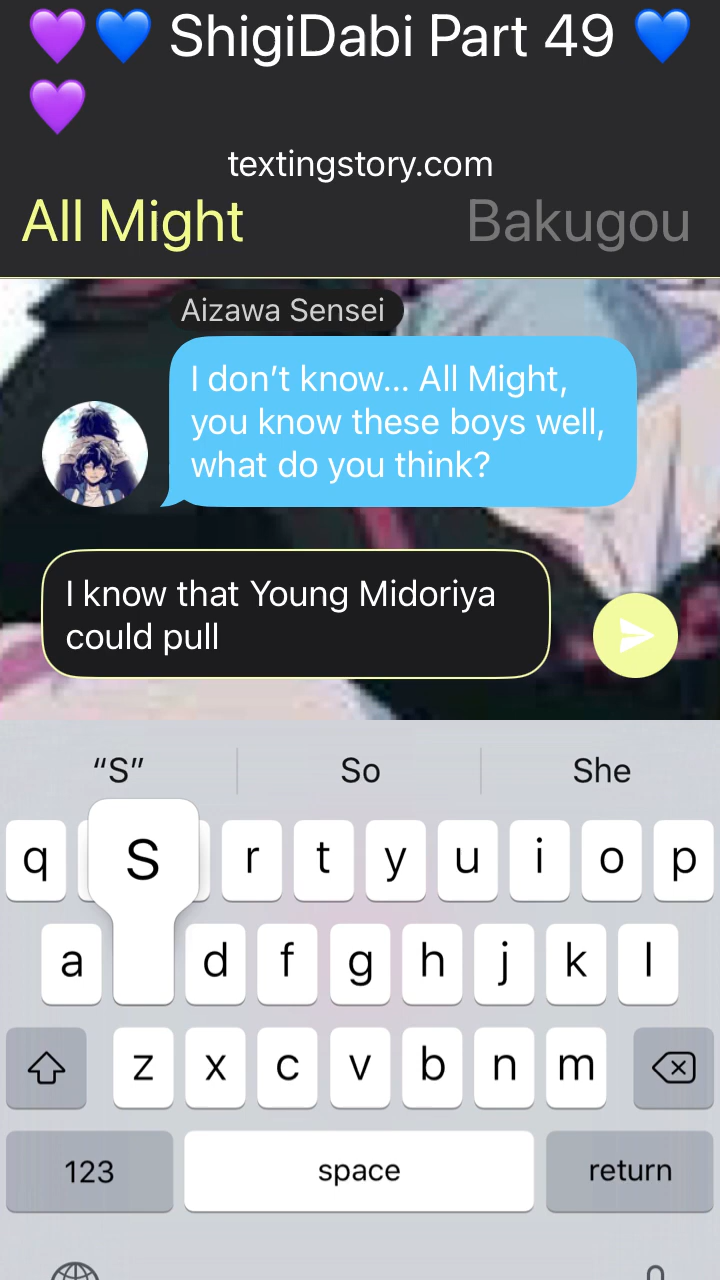 💜💙 ShigiDabi Part 49 💙
💜
textingstory.com
All Might Bakugou
Aizawa Sensei
I don’t know... All Might,
you know these boys well,
what do you think?
I know that Young Midoriya
could pull
“S” So She
q S r t y u i o p
a d f g h j k l
z x c v b n m
123 space return